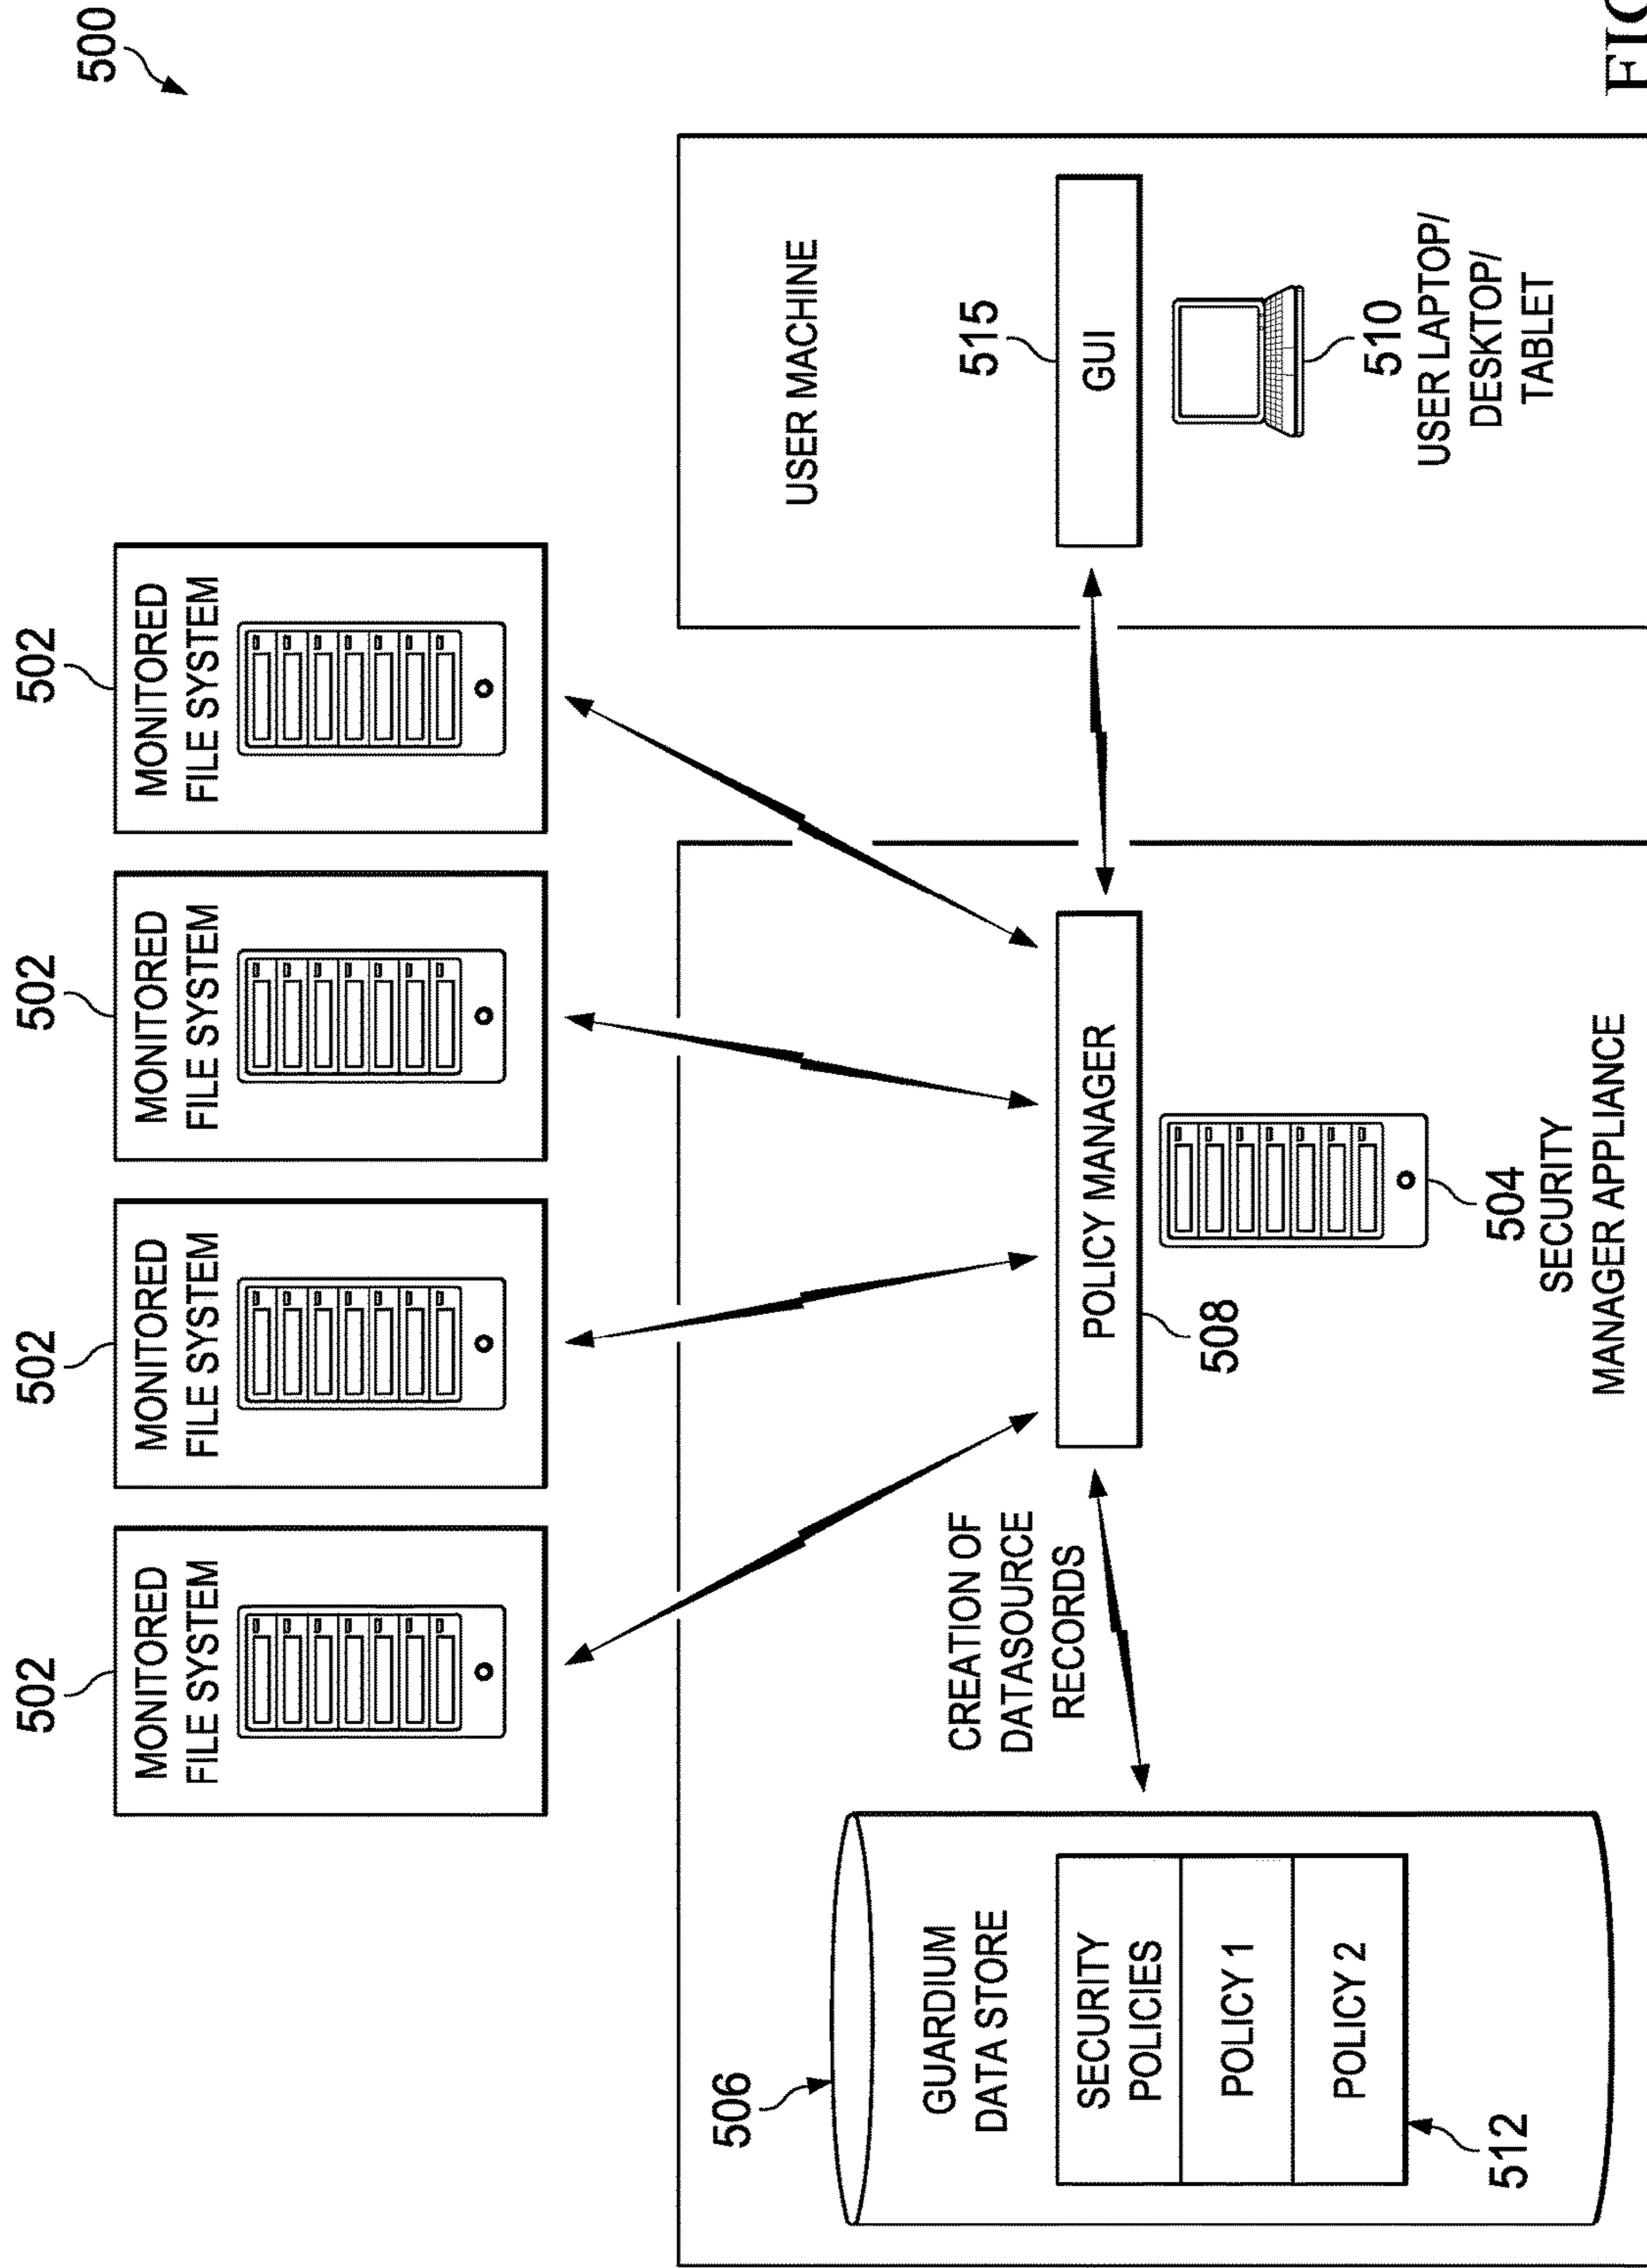 500
502
502
502
502
MONITORED
FILE SYSTEM
MONITORED
FILE SYSTEM
MONITORED
FILE SYSTEM
MONITORED
FILE SYSTEM
506
GUARDIUM
DATA STORE
SECURITY
POLICIES
POLICY 1
POLICY 2
512
CREATION OF
DATASOURCE
RECORDS
POLICY MANAGER
508
504
SECURITY
MANAGER APPLIANCE
USER MACHINE
515
GUI
510
USER LAPTOP/
DESKTOP/
TABLET